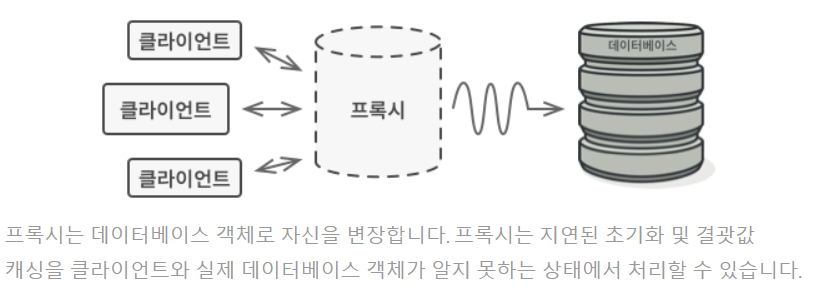 클라이언트
클라이언트
클라이언트
프록시
데이터베이스
프록시는 데이터베이스 객체로 자신을 변장합니다. 프록시는 지연된 초기화 및 결괏값
캐싱을 클라이언트와 실제 데이터베이스 객체가 알지 못하는 상태에서 처리할 수 있습니다.